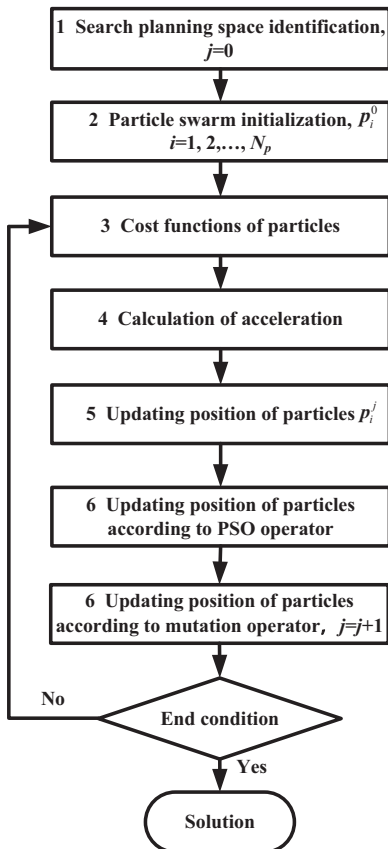 1 Search planning space identification,
j=0
2 Particle swarm initialization, p_i^0
i=1, 2,…, N_p
3 Cost functions of particles
4 Calculation of acceleration
5 Updating position of particles p_i^j
6 Updating position of particles
according to PSO operator
6 Updating position of particles
according to mutation operator, j=j+1
No
End condition
Yes
Solution